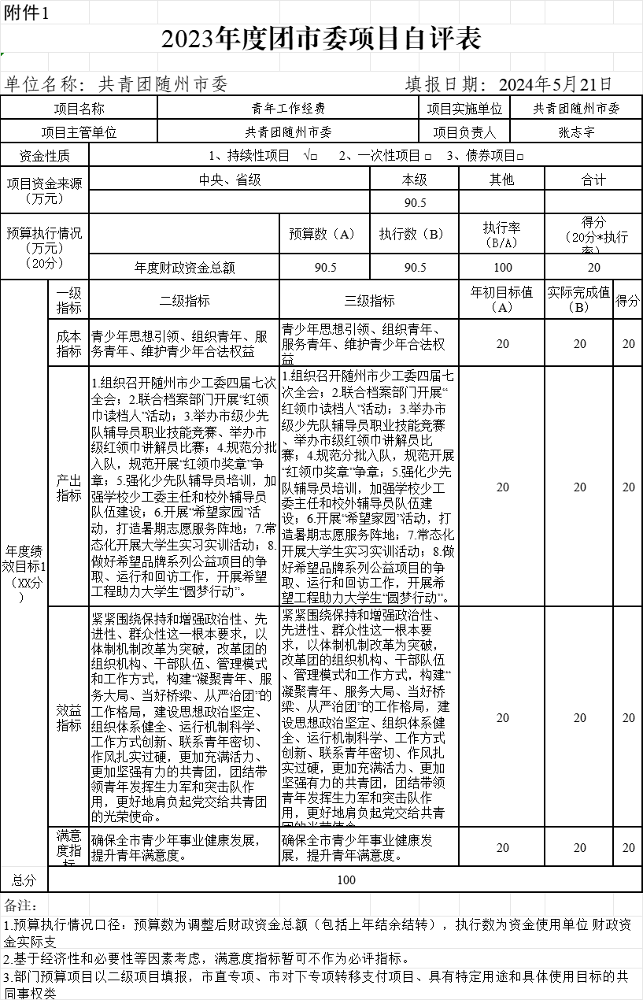 附件1
2023年度团市委项目自评表
单位名称：共青团随州市委 填报日期：2024年5月21日
项目名称 青年工作经费 项目实施单位 共青团随州市委
项目主管单位 共青团随州市委 项目负责人 张志宇
资金性质 1、持续性项目 √□ 2、一次性项目 □ 3、债券项目□
项目资金来源
（万元）
中央、省级 本级 其他 合计
90.5
预算执行情况
（万元）
（20分）
预算数（A） 执行数（B）
执行率
（B/A）
得分
（20分*执行
率）
年度财政资金总额 90.5 90.5 100 20
年度绩
效目标1
（XX分
）
一级
指标
二级指标 三级指标
年初目标值
（A）
实际完成值
（B）
得分
成本
指标
青少年思想引领、组织青年、服
务青年、维护青少年合法权益
青少年思想引领、组织青年、
服务青年、维护青少年合法权
益
20 20 20
产出
指标
1.组织召开随州市少工委四届七次
全会；2.联合档案部门开展“红领
巾读档人”活动；3.举办市级少先
队辅导员职业技能竞赛、举办市
级红领巾讲解员比赛；4.规范分批
入队，规范开展“红领巾奖章”争
章；5.强化少先队辅导员培训，加
强学校少工委主任和校外辅导员
队伍建设；6.开展“希望家园”活
动，打造暑期志愿服务阵地；7.常
态化开展大学生实习实训活动；8.
做好希望品牌系列公益项目的争
取、运行和回访工作，开展希望
工程助力大学生“圆梦行动”。
1.组织召开随州市少工委四届七
次全会；2.联合档案部门开展“
红领巾读档人”活动；3.举办市
级少先队辅导员职业技能竞赛
、举办市级红领巾讲解员比
赛；4.规范分批入队，规范开展
“红领巾奖章”争章；5.强化少先
队辅导员培训，加强学校少工
委主任和校外辅导员队伍建
设；6.开展“希望家园”活动，打
造暑期志愿服务阵地；7.常态化
开展大学生实习实训活动；8.做
好希望品牌系列公益项目的争
取、运行和回访工作，开展希
望工程助力大学生“圆梦行动”。
20 20 20
效益
指标
紧紧围绕保持和增强政治性、先
进性、群众性这一根本要求，以
体制机制改革为突破，改革团的
组织机构、干部队伍、管理模式
和工作方式，构建“凝聚青年、服
务大局、当好桥梁、从严治团”的
工作格局，建设思想政治坚定、
组织体系健全、运行机制科学、
工作方式创新、联系青年密切、
作风扎实过硬，更加充满活力、
更加坚强有力的共青团，团结带
领青年发挥生力军和突击队作
用，更好地肩负起党交给共青团
的光荣使命。
紧紧围绕保持和增强政治性、
先进性、群众性这一根本要
求，以体制机制改革为突破，
改革团的组织机构、干部队伍
、管理模式和工作方式，构建“
凝聚青年、服务大局、当好桥
梁、从严治团”的工作格局，建
设思想政治坚定、组织体系健
全、运行机制科学、工作方式
创新、联系青年密切、作风扎
实过硬，更加充满活力、更加
坚强有力的共青团，团结带领
青年发挥生力军和突击队作
用，更好地肩负起党交给共青
团的光荣使命
20 20 20
满意
度指
标
确保全市青少年事业健康发展，
提升青年满意度。
确保全市青少年事业健康发
展，提升青年满意度。
20 20 20
总分 100
备注：
1.预算执行情况口径：预算数为调整后财政资金总额（包括上年结余结转），执行数为资金使用单位 财政资
金实际支
2.基于经济性和必要性等因素考虑，满意度指标暂可不作为必评指标。
3.部门预算项目以二级项目填报，市直专项、市对下专项转移支付项目、具有特定用途和具体使用目标的共
同事权类